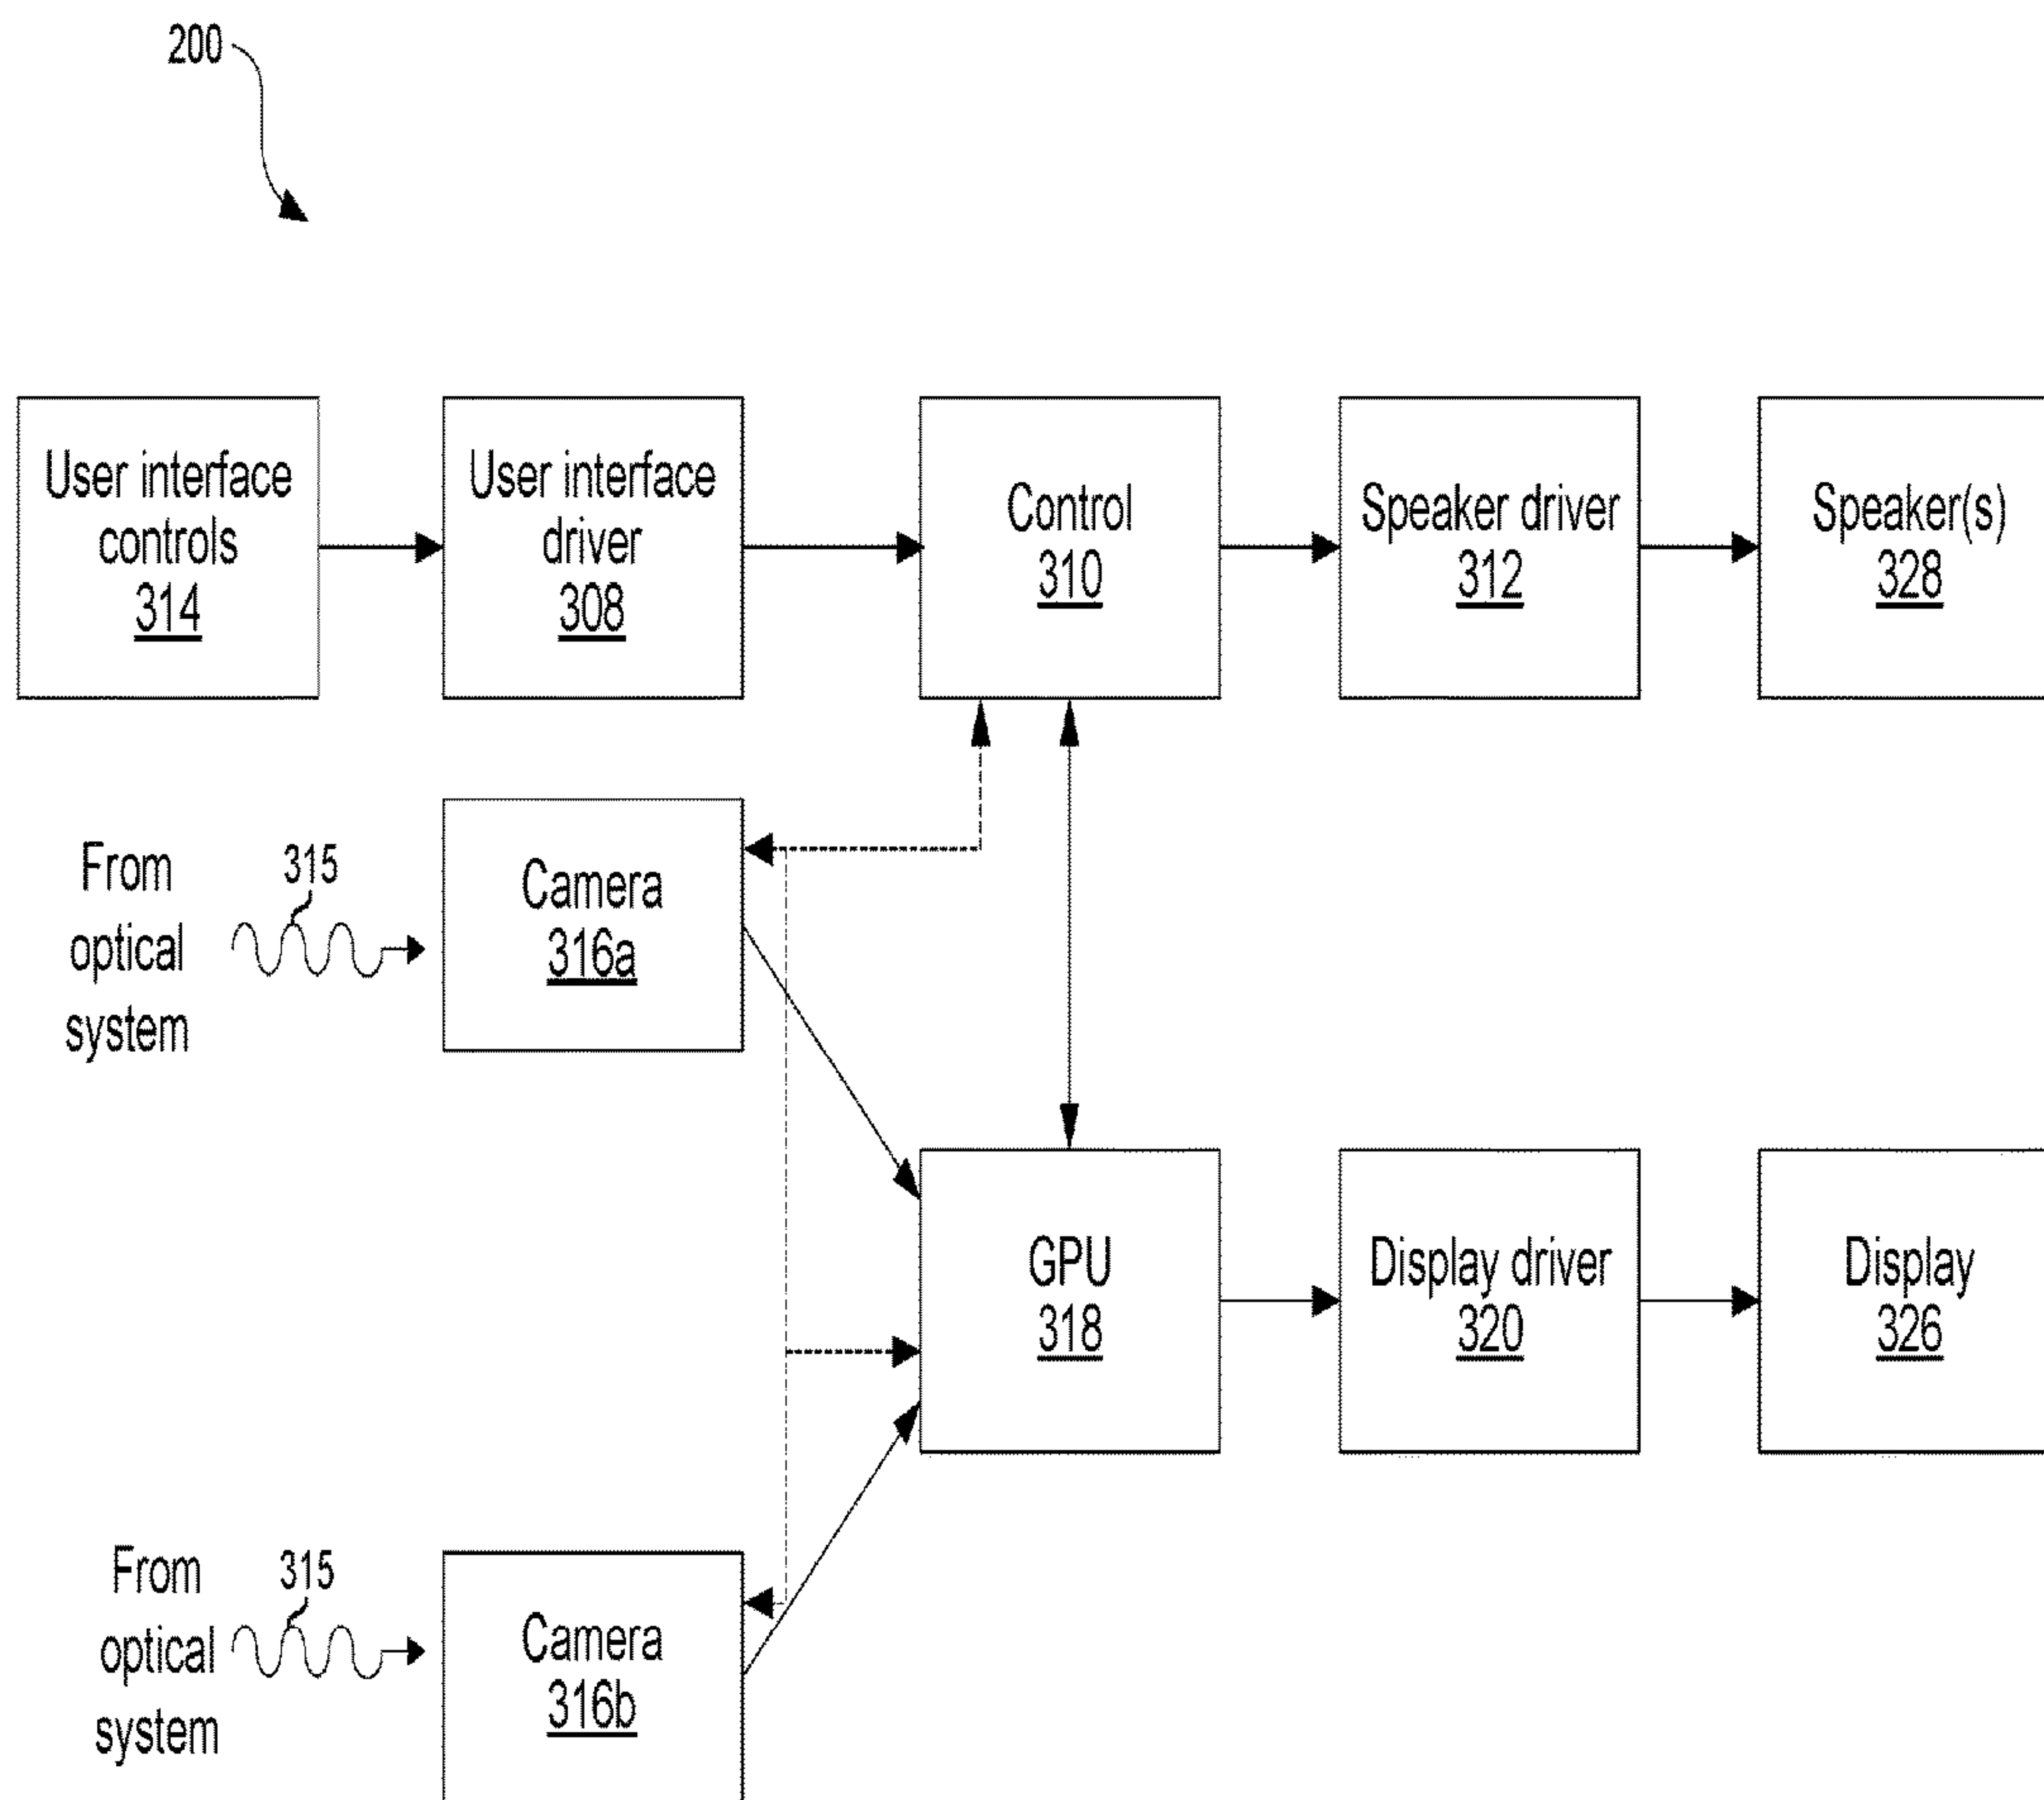 200
User interface
controls
314
User interface
driver
308
Control
310
Speaker driver
312
Speaker(s)
328
From
optical
system
315
Camera
316a
GPU
318
Display driver
320
Display
326
From
optical
system
315
Camera
316b